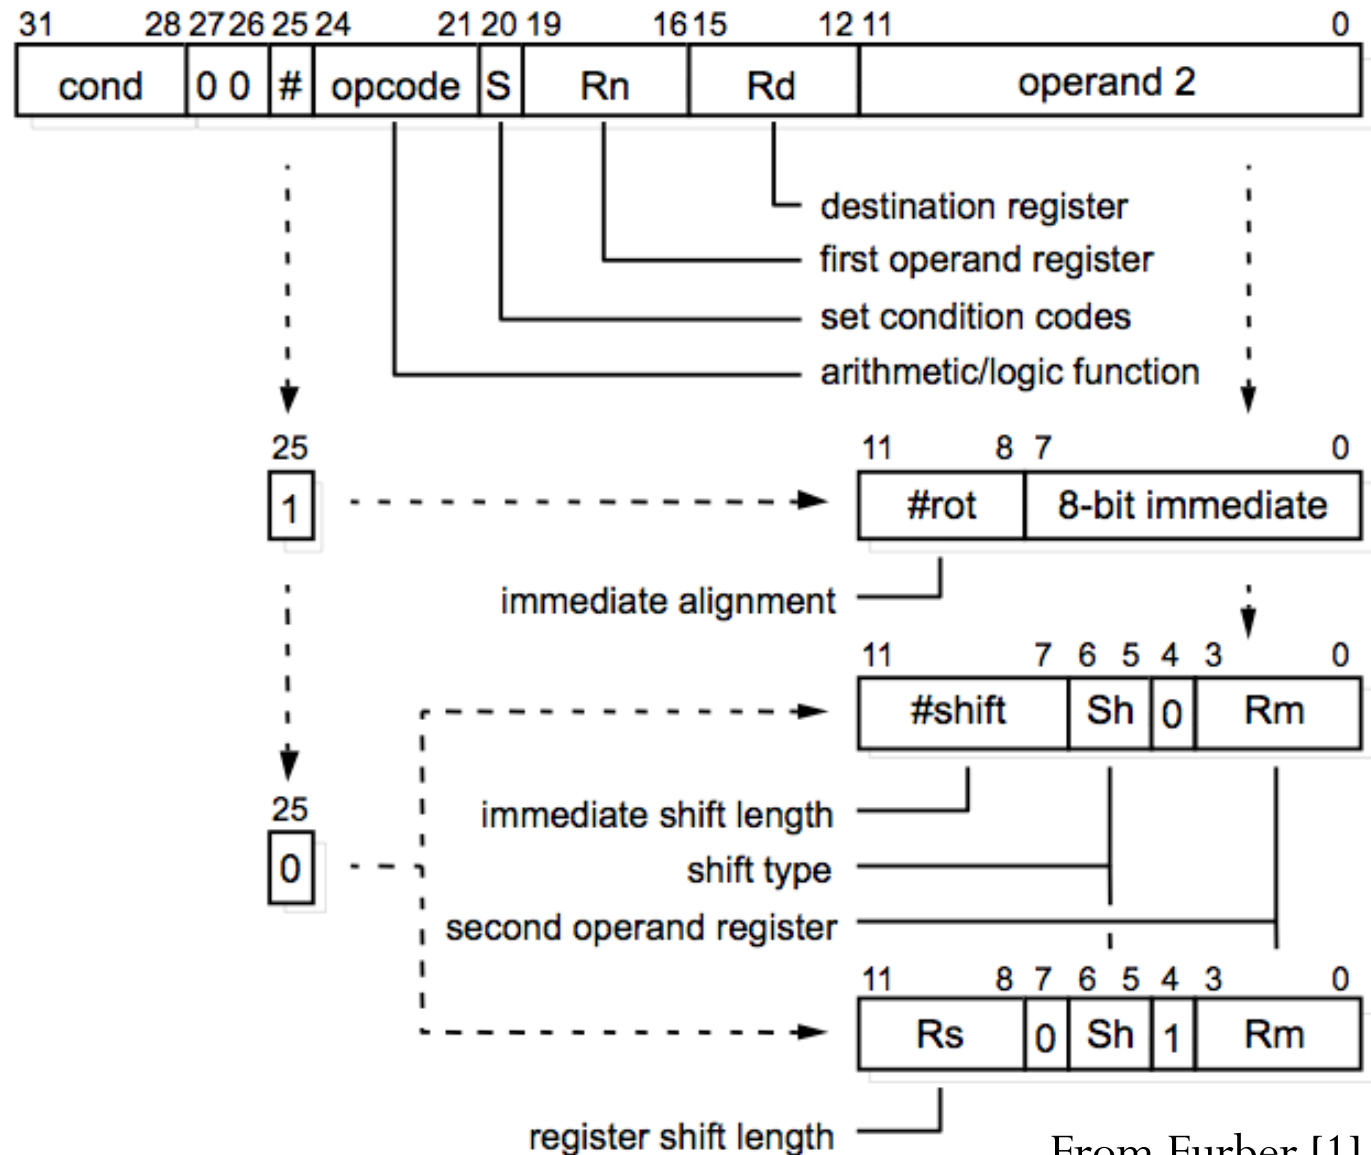 31 28 27 26 25 24 21 20 19 16 15 12 11 0
cond 0 0 # opcode S Rn Rd operand 2
destination register
first operand register
set condition codes
arithmetic/logic function
25 11 8 7 0
1 #rot 8-bit immediate
immediate alignment
11 7 6 5 4 3 0
#shift Sh 0 Rm
25
immediate shift length
0
shift type
second operand register
11 8 7 6 5 4 3 0
Rs 0 Sh 1 Rm
register shift length
From Furber [1]